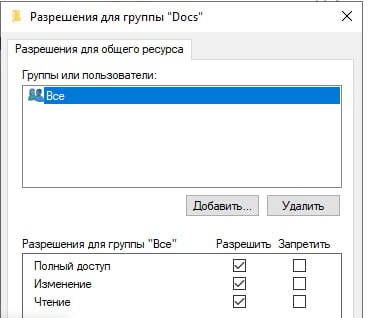 Разрешения для группы "Docs"
Разрешения для общего ресурса
Группы или пользователи:
Все
Добавить...
Удалить
Разрешения для группы "Все" Разрешить Запретить
Полный доступ
Изменение
Чтение